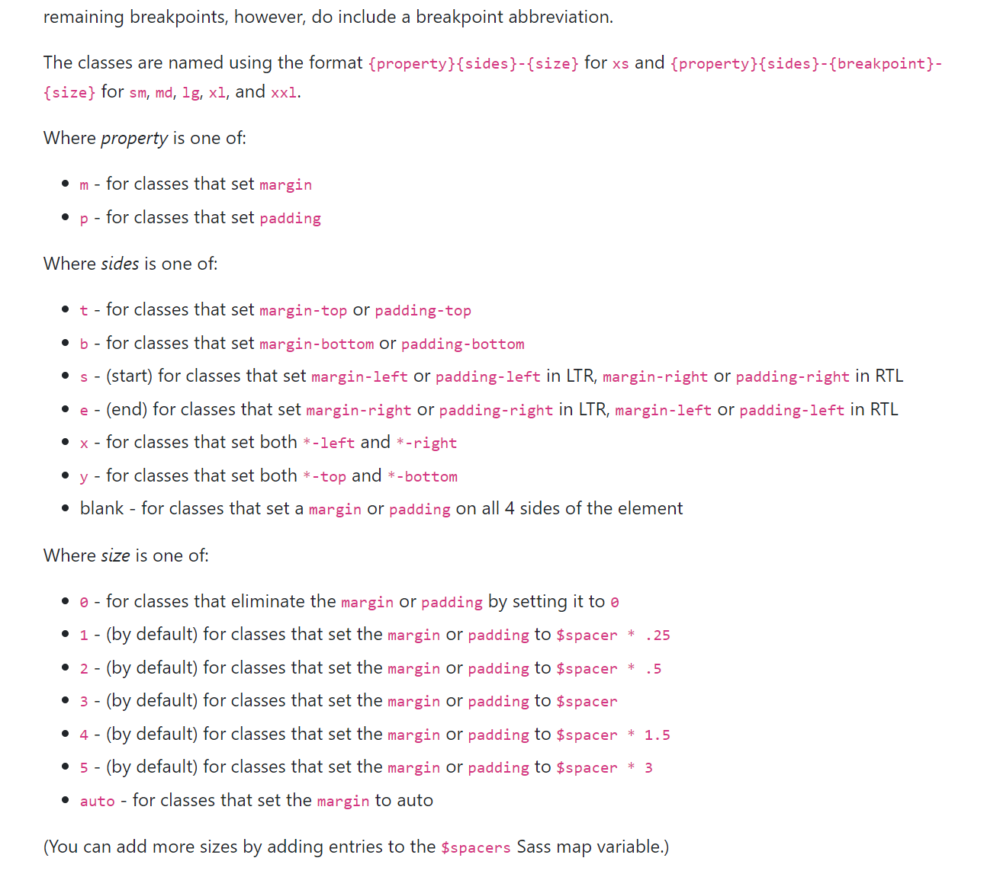 remaining breakpoints, however, do include a breakpoint abbreviation.
The classes are named using the format {property}{sides}-{size} for xs and {property}{sides}-{breakpoint}-
{size} for sm, md, lg, xl, and xxl.
Where property is one of:
• m - for classes that set margin
• p - for classes that set padding
Where sides is one of:
• t - for classes that set margin-top or padding-top
• b - for classes that set margin-bottom or padding-bottom
• s - (start) for classes that set margin-left or padding-left in LTR, margin-right or padding-right in RTL
• e - (end) for classes that set margin-right or padding-right in LTR, margin-left or padding-left in RTL
• x - for classes that set both *-left and *-right
• y - for classes that set both *-top and *-bottom
• blank - for classes that set a margin or padding on all 4 sides of the element
Where size is one of:
• 0 - for classes that eliminate the margin or padding by setting it to 0
• 1 - (by default) for classes that set the margin or padding to $spacer * .25
• 2 - (by default) for classes that set the margin or padding to $spacer * .5
• 3 - (by default) for classes that set the margin or padding to $spacer
• 4 - (by default) for classes that set the margin or padding to $spacer * 1.5
• 5 - (by default) for classes that set the margin or padding to $spacer * 3
• auto - for classes that set the margin to auto
(You can add more sizes by adding entries to the $spacers Sass map variable.)